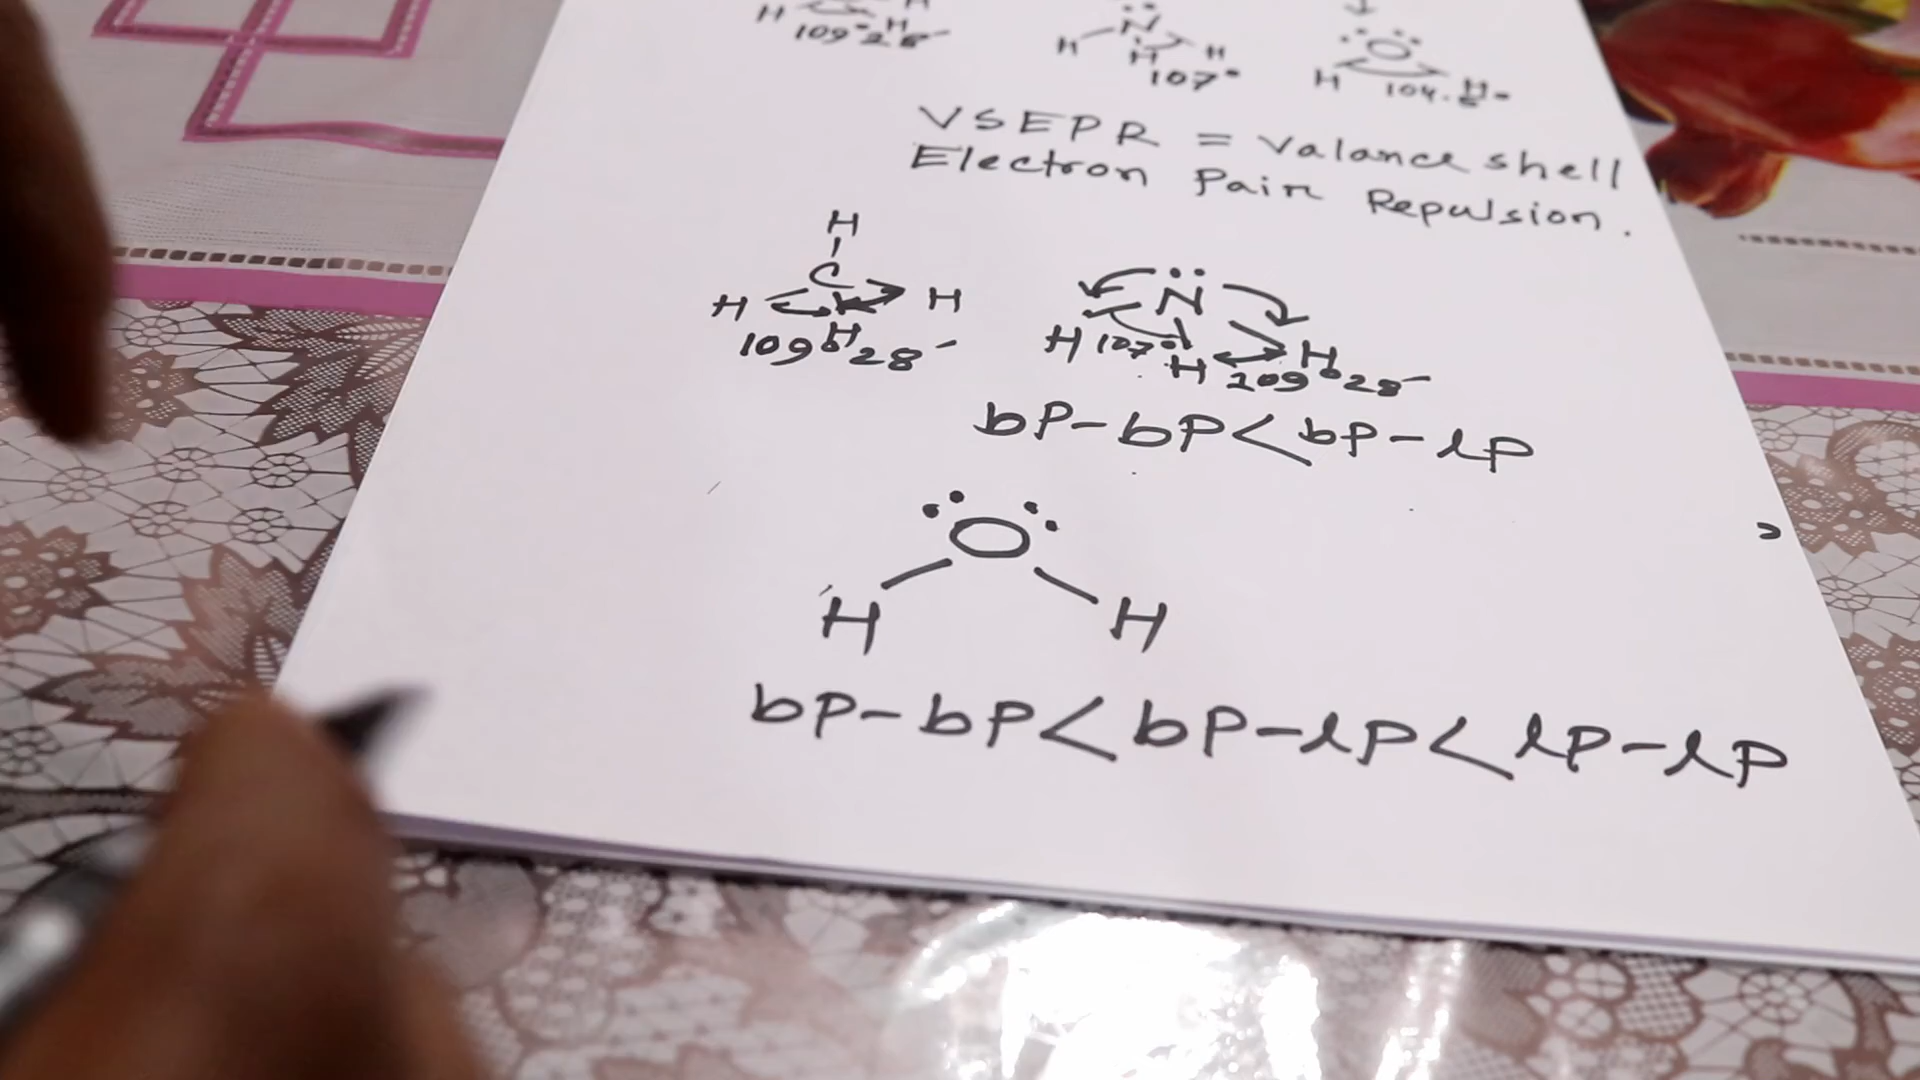 H H H
109°28′
N
H H H
107°
O
H H
104.5°
VSEPR = Valance shell
Electron Pair Repulsion.
H
C
H H
H
109°28′
N
H 107° H H
109°28′
bP-bP<bP-lP
O
H H
bP-bP<bP-lP<lP-lP